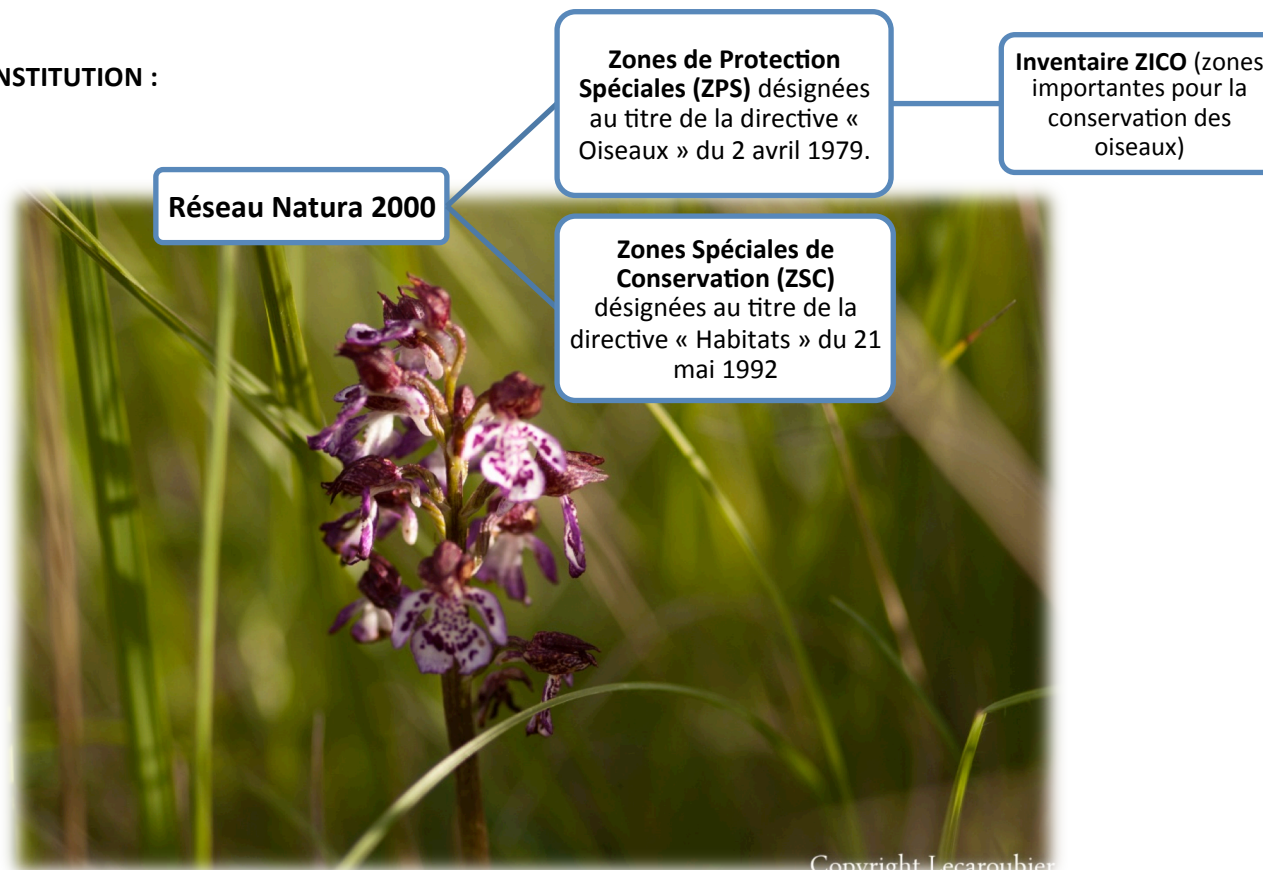 NSTITUTION :
Zones de Protection
Spéciales (ZPS) désignées
au titre de la directive «
Oiseaux » du 2 avril 1979.
Inventaire ZICO (zones
importantes pour la
conservation des
oiseaux)
Réseau Natura 2000
Zones Spéciales de
Conservation (ZSC)
désignées au titre de la
directive « Habitats » du 21
mai 1992
Copyright Lecaroubier